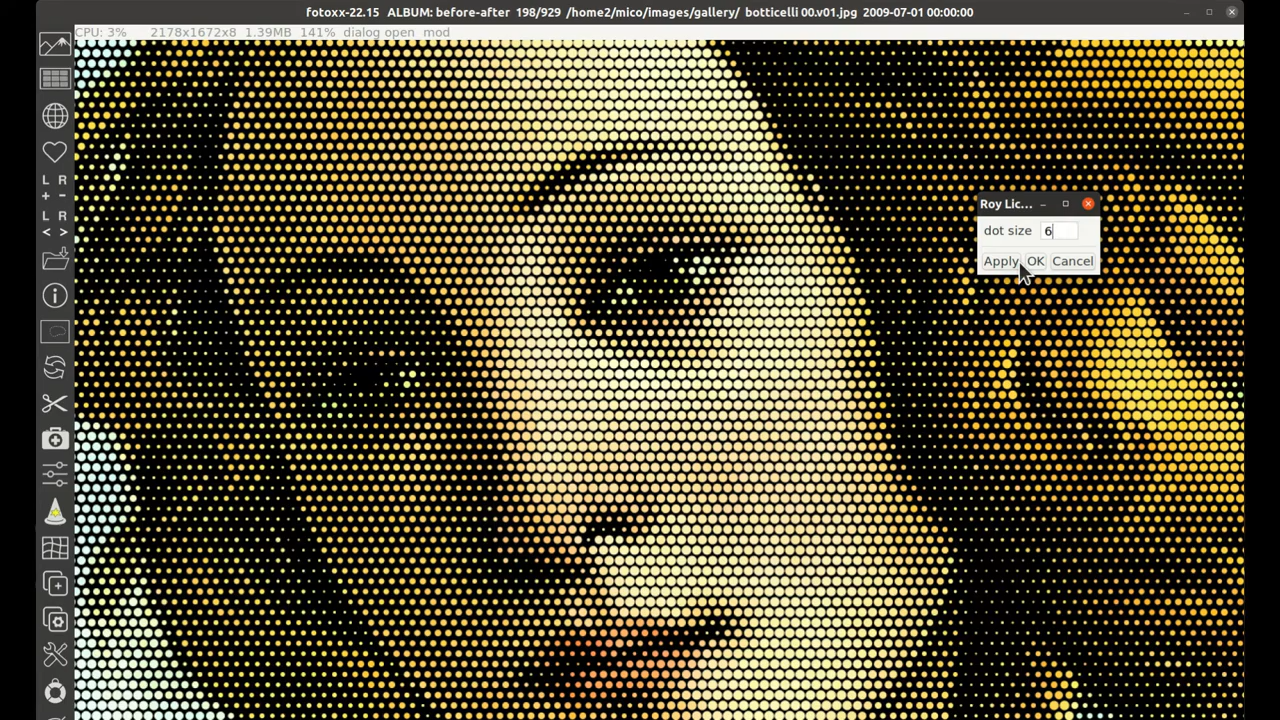 fotoxx-22.15   ALBUM: before-after  198/929  /home2/mico/images/gallery/  botticelli 00.v01.jpg  2009-07-01 00:00:00
CPU: 3%   2178x1672x8  1.39MB  141%  dialog open  mod
L R
+ -
L R
< >
Roy Lic...
dot size 6
Apply OK Cancel